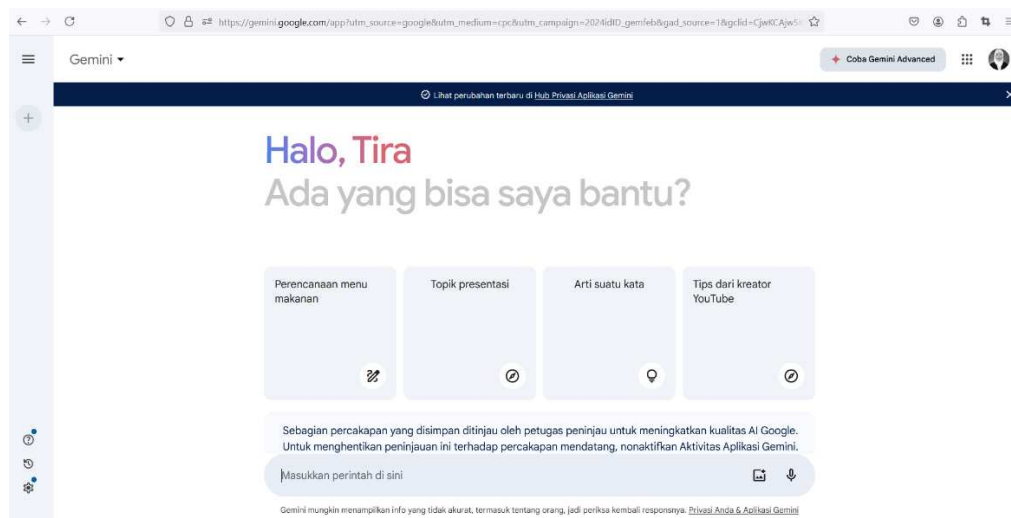 https://gemini.google.com/app?utm_source=google&utm_medium=cpc&utm_campaign=2024idID_gemfeb&gad_source=1&gclid=CjwKCAjw
Gemini
Coba Gemini Advanced
Lihat perubahan terbaru di Hub Privasi Aplikasi Gemini
Halo, Tira
Ada yang bisa saya bantu?
Perencanaan menu
makanan
Topik presentasi
Arti suatu kata
Tips dari kreator
YouTube
Sebagian percakapan yang disimpan ditinjau oleh petugas peninjau untuk meningkatkan kualitas AI Google.
Untuk menghentikan peninjauan ini terhadap percakapan mendatang, nonaktifkan Aktivitas Aplikasi Gemini.
Masukkan perintah di sini
Gemini mungkin menampilkan info yang tidak akurat, termasuk tentang orang, jadi periksa kembali responsnya. Privasi Anda & Aplikasi Gemini